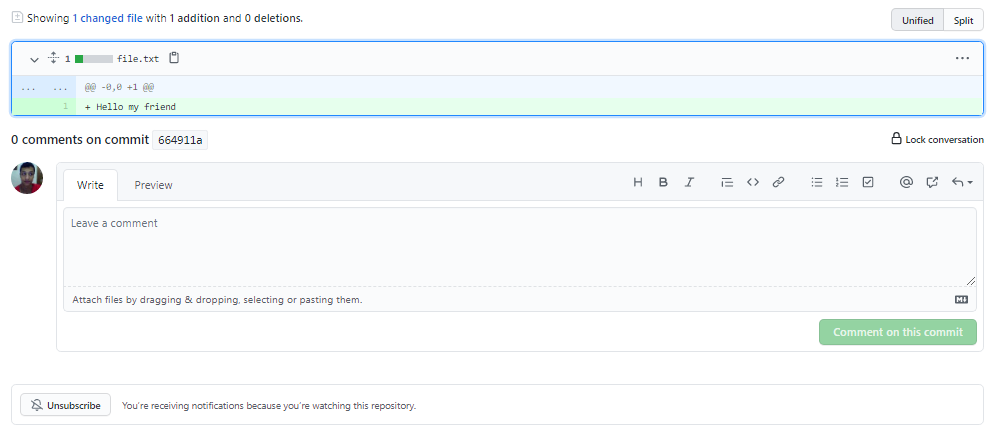 Showing 1 changed file with 1 addition and 0 deletions.
Unified Split
1 file.txt
... ... @@ -0,0 +1 @@
1 + Hello my friend
0 comments on commit 664911a
Lock conversation
Write Preview
H B I
Leave a comment
Attach files by dragging & dropping, selecting or pasting them.
Comment on this commit
Unsubscribe You're receiving notifications because you're watching this repository.